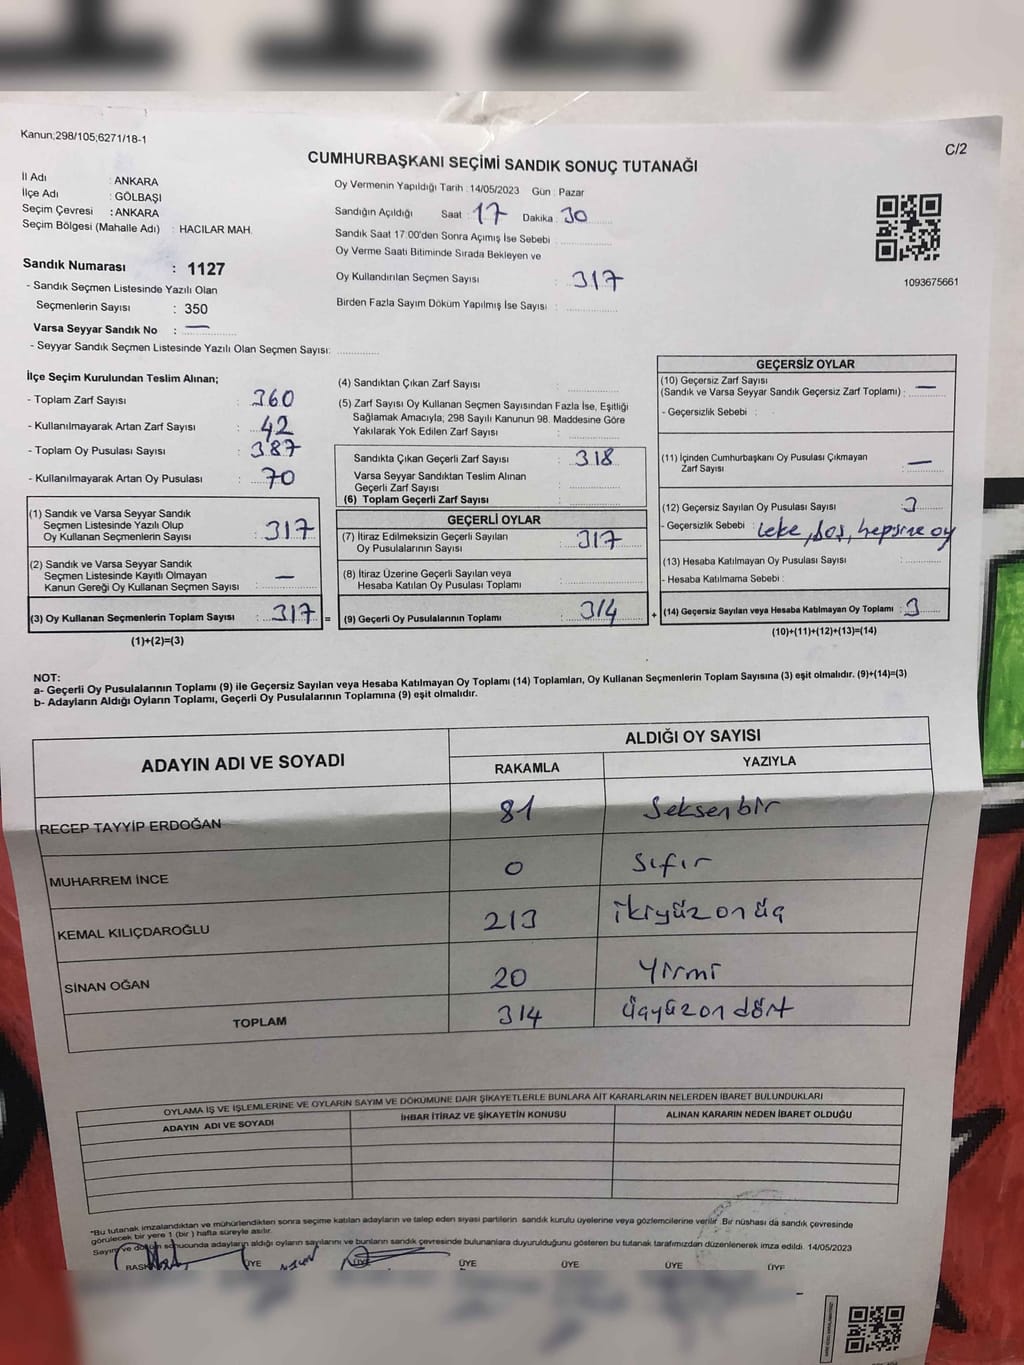 1127
Kanun;298/105;6271/18-1
C/2
CUMHURBAŞKANI SEÇİMİ SANDIK SONUÇ TUTANAĞI
İl Adı : ANKARA
İlçe Adı : GÖLBAŞI
Seçim Çevresi : ANKARA
Seçim Bölgesi (Mahalle Adı) : HACILAR MAH.
Sandık Numarası : 1127
- Sandık Seçmen Listesinde Yazılı Olan
Seçmenlerin Sayısı : 350
Varsa Seyyar Sandık No : —
- Seyyar Sandık Seçmen Listesinde Yazılı Olan Seçmen Sayısı:
Oy Vermenin Yapıldığı Tarih : 14/05/2023 Gün : Pazar
Sandığın Açıldığı Saat : 17 Dakika : 30
Sandık Saat 17:00'den Sonra Açımış İse Sebebi :
Oy Verme Saati Bitiminde Sırada Bekleyen ve
Oy Kullandırılan Seçmen Sayısı : 317
Birden Fazla Sayım Döküm Yapılmış İse Sayısı :
1093675661
İlçe Seçim Kurulundan Teslim Alınan;
- Toplam Zarf Sayısı : 360
- Kullanılmayarak Artan Zarf Sayısı : 42
- Toplam Oy Pusulası Sayısı : 387
- Kullanılmayarak Artan Oy Pusulası : 70
(1) Sandık ve Varsa Seyyar Sandık
Seçmen Listesinde Yazılı Olup
Oy Kullanan Seçmenlerin Sayısı : 317
(2) Sandık ve Varsa Seyyar Sandık
Seçmen Listesinde Kayıtlı Olmayan
Kanun Gereği Oy Kullanan Seçmen Sayısı : —
(3) Oy Kullanan Seçmenlerin Toplam Sayısı : 317 =
(1)+(2)=(3)
(4) Sandıktan Çıkan Zarf Sayısı :
(5) Zarf Sayısı Oy Kullanan Seçmen Sayısından Fazla İse, Eşitliği
Sağlamak Amacıyla; 298 Sayılı Kanunun 98. Maddesine Göre
Yakılarak Yok Edilen Zarf Sayısı :
Sandıkta Çıkan Geçerli Zarf Sayısı : 318
Varsa Seyyar Sandıktan Teslim Alınan
Geçerli Zarf Sayısı :
(6) Toplam Geçerli Zarf Sayısı :
GEÇERLİ OYLAR
(7) İtiraz Edilmeksizin Geçerli Sayılan
Oy Pusulalarının Sayısı : 317
(8) İtiraz Üzerine Geçerli Sayılan veya
Hesaba Katılan Oy Pusulası Toplamı :
(9) Geçerli Oy Pusulalarının Toplamı : 314 +
GEÇERSİZ OYLAR
(10) Geçersiz Zarf Sayısı
(Sandık ve Varsa Seyyar Sandık Geçersiz Zarf Toplamı) : —
- Geçersizlik Sebebi :
(11) İçinden Cumhurbaşkanı Oy Pusulası Çıkmayan
Zarf Sayısı : —
(12) Geçersiz Sayılan Oy Pusulası Sayısı : 3
- Geçersizlik Sebebi : Leke, boş, hepsine oy
(13) Hesaba Katılmayan Oy Pusulası Sayısı :
- Hesaba Katılmama Sebebi :
(14) Geçersiz Sayılan veya Hesaba Katılmayan Oy Toplamı : 3
(10)+(11)+(12)+(13)=(14)
NOT:
a- Geçerli Oy Pusulalarının Toplamı (9) ile Geçersiz Sayılan veya Hesaba Katılmayan Oy Toplamı (14) Toplamları, Oy Kullanan Seçmenlerin Toplam Sayısına (3) eşit olmalıdır. (9)+(14)=(3)
b- Adayların Aldığı Oyların Toplamı, Geçerli Oy Pusulalarının Toplamına (9) eşit olmalıdır.
ADAYIN ADI VE SOYADI ALDIĞI OY SAYISI
RAKAMLA YAZIYLA
RECEP TAYYİP ERDOĞAN 81 Seksenbir
MUHARREM İNCE 0 Sıfır
KEMAL KILIÇDAROĞLU 213 İkiyüzonüç
SİNAN OĞAN 20 Yirmi
TOPLAM 314 Üçyüzondört
OYLAMA İŞ VE İŞLEMLERİNE VE OYLARIN SAYIM VE DÖKÜMÜNE DAİR ŞİKAYETLERLE BUNLARA AİT KARARLARIN NELERDEN İBARET BULUNDUKLARI
ADAYIN ADI VE SOYADI İHBAR İTİRAZ VE ŞİKAYETİN KONUSU ALINAN KARARIN NEDEN İBARET OLDUĞU
*Bu tutanak imzalandıktan ve mühürlendikten sonra seçime katılan adayların ve talep eden siyasi partilerin sandık kurulu üyelerine veya gözlemcilerine verilir. Bir nüshası da sandık çevresinde
görülecek bir yere 1 (bir) hafta süreyle asılır.
Sayım ve döküm sonucunda adayların aldığı oyların sayılarını ve bunların sandık çevresinde bulunanlara duyurulduğunu gösteren bu tutanak tarafımızdan düzenlenerek imza edildi. 14/05/2023
ÜYE ÜYE ÜYE ÜYE ÜYE ÜYE